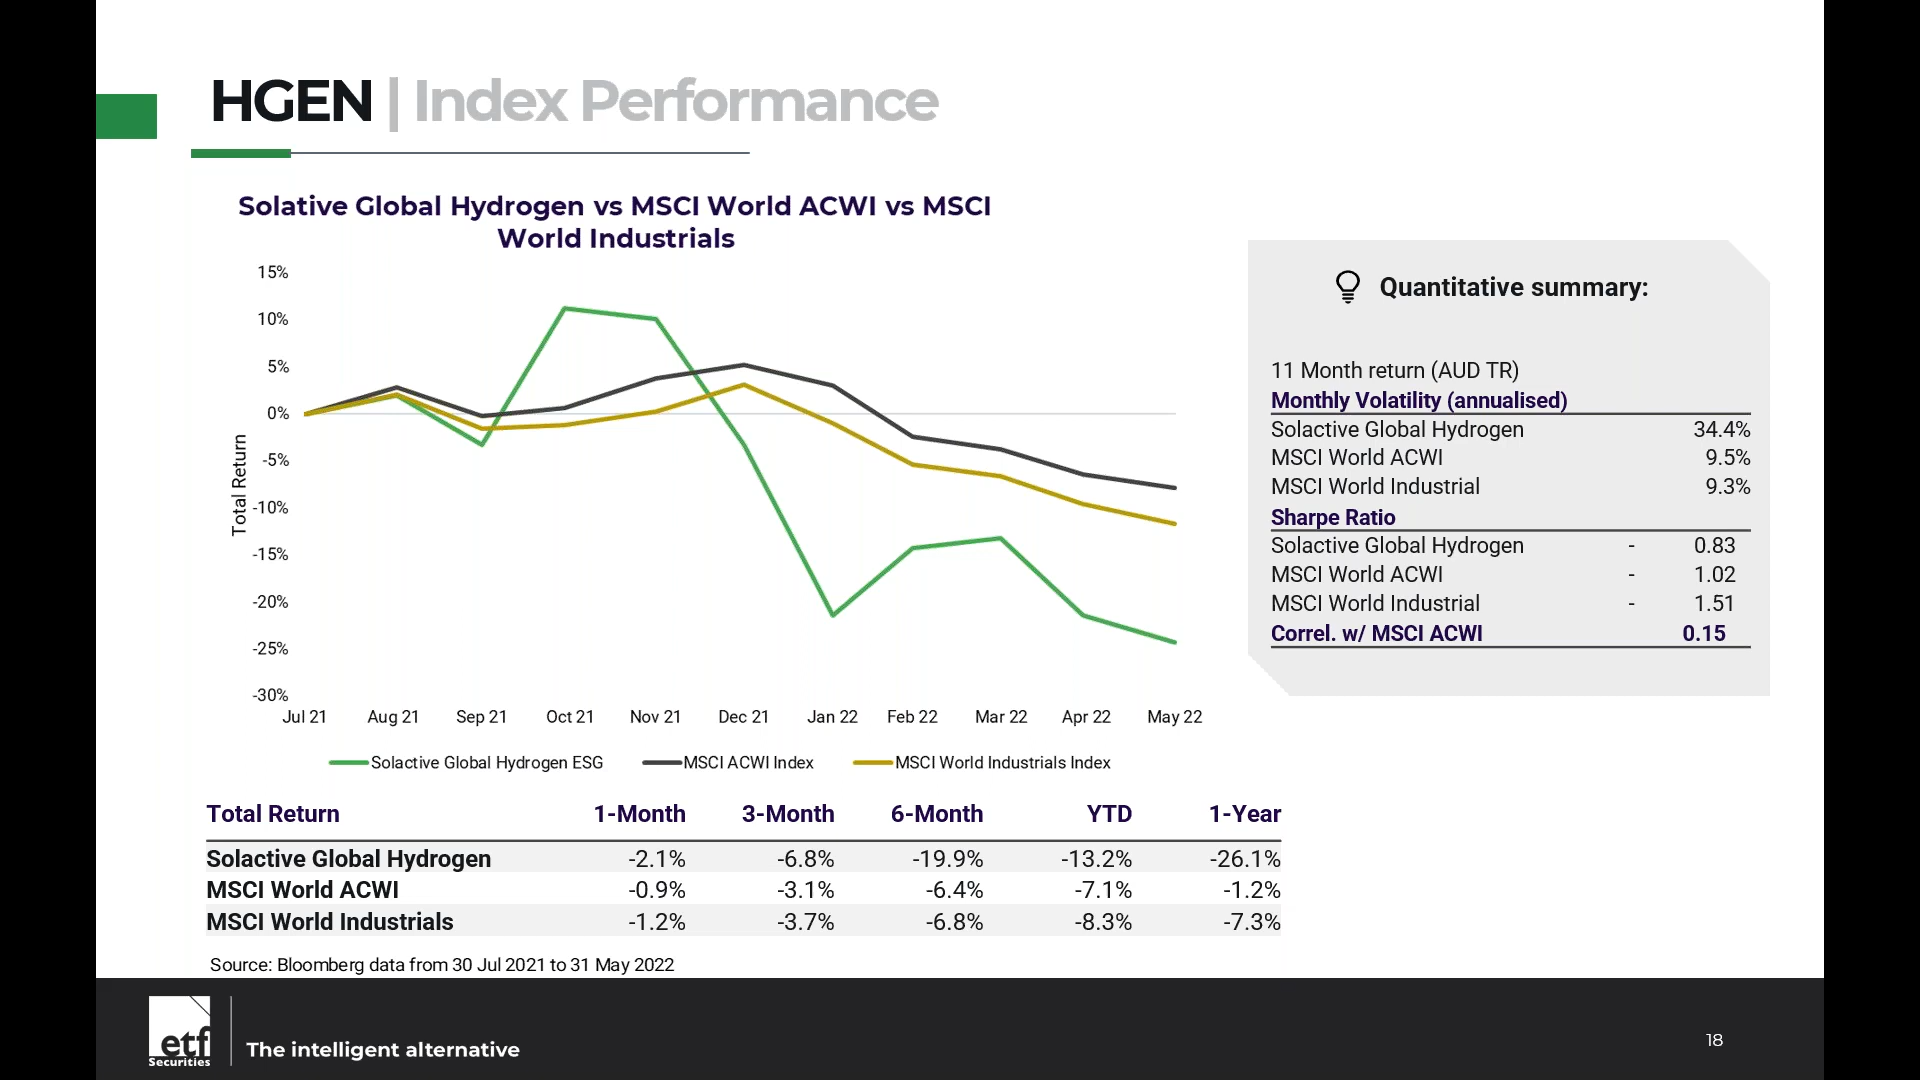 HGEN | Index Performance
Solative Global Hydrogen vs MSCI World ACWI vs MSCI
World Industrials
15%
10%
5%
0%
-5%
-10%
-15%
-20%
-25%
-30%
Total Return
Jul 21 Aug 21 Sep 21 Oct 21 Nov 21 Dec 21 Jan 22 Feb 22 Mar 22 Apr 22 May 22
Solactive Global Hydrogen ESG MSCI ACWI Index MSCI World Industrials Index
Quantitative summary:
11 Month return (AUD TR)
Monthly Volatility (annualised)
Solactive Global Hydrogen 34.4%
MSCI World ACWI 9.5%
MSCI World Industrial 9.3%
Sharpe Ratio
Solactive Global Hydrogen - 0.83
MSCI World ACWI - 1.02
MSCI World Industrial - 1.51
Correl. w/ MSCI ACWI 0.15
Total Return 1-Month 3-Month 6-Month YTD 1-Year
Solactive Global Hydrogen -2.1% -6.8% -19.9% -13.2% -26.1%
MSCI World ACWI -0.9% -3.1% -6.4% -7.1% -1.2%
MSCI World Industrials -1.2% -3.7% -6.8% -8.3% -7.3%
Source: Bloomberg data from 30 Jul 2021 to 31 May 2022
etf
Securities
The intelligent alternative
18